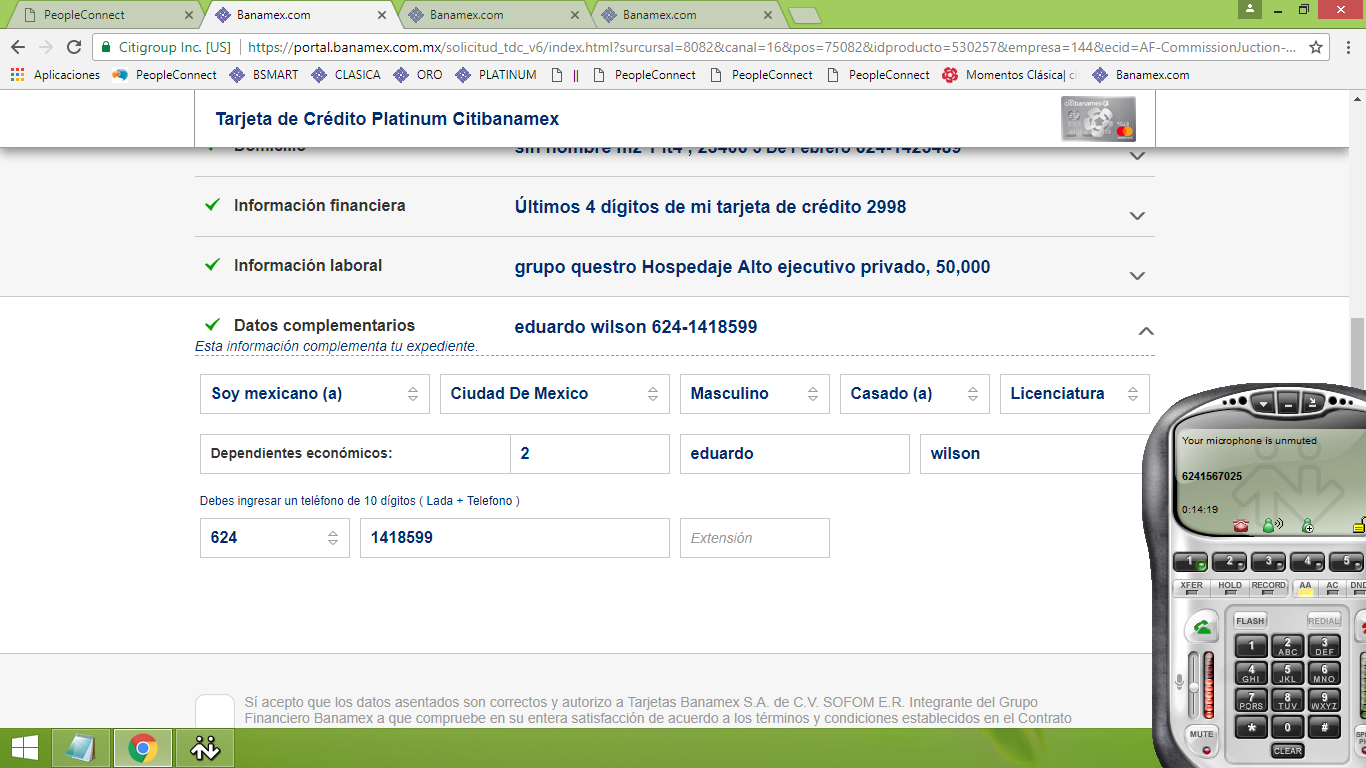 PeopleConnect
Banamex.com
Banamex.com
Banamex.com
Citigroup Inc. [US]
https://portal.banamex.com.mx/solicitud_tdc_v6/index.html?surcursal=8082&canal=16&pos=75082&idproducto=530257&empresa=144&ecid=AF-CommissionJuction-...
Aplicaciones PeopleConnect BSMART CLASICA ORO PLATINUM || PeopleConnect PeopleConnect PeopleConnect Momentos Clásica| ci Banamex.com
Tarjeta de Crédito Platinum Citibanamex
citibanamex
Domicilio sin nombre mz 1 lt4 , 23400 5 De Febrero 624-1425489
Información financiera Últimos 4 dígitos de mi tarjeta de crédito 2998
Información laboral grupo questro Hospedaje Alto ejecutivo privado, 50,000
Datos complementarios eduardo wilson 624-1418599
Esta información complementa tu expediente.
Soy mexicano (a) Ciudad De Mexico Masculino Casado (a) Licenciatura
Dependientes económicos: 2 eduardo wilson
Debes ingresar un teléfono de 10 dígitos ( Lada + Telefono )
624 1418599 Extensión
Sí acepto que los datos asentados son correctos y autorizo a Tarjetas Banamex S.A. de C.V. SOFOM E.R. Integrante del Grupo
Financiero Banamex a que compruebe en su entera satisfacción de acuerdo a los términos y condiciones establecidos en el Contrato
Your microphone is unmuted
6241567025
0:14:19
1 2 3 4 5
XFER HOLD RECORD AA AC DND
FLASH REDIAL
1 2 ABC 3 DEF
4 GHI 5 JKL 6 MNO
7 PQRS 8 TUV 9 WXYZ
* 0 #
MUTE
CLEAR